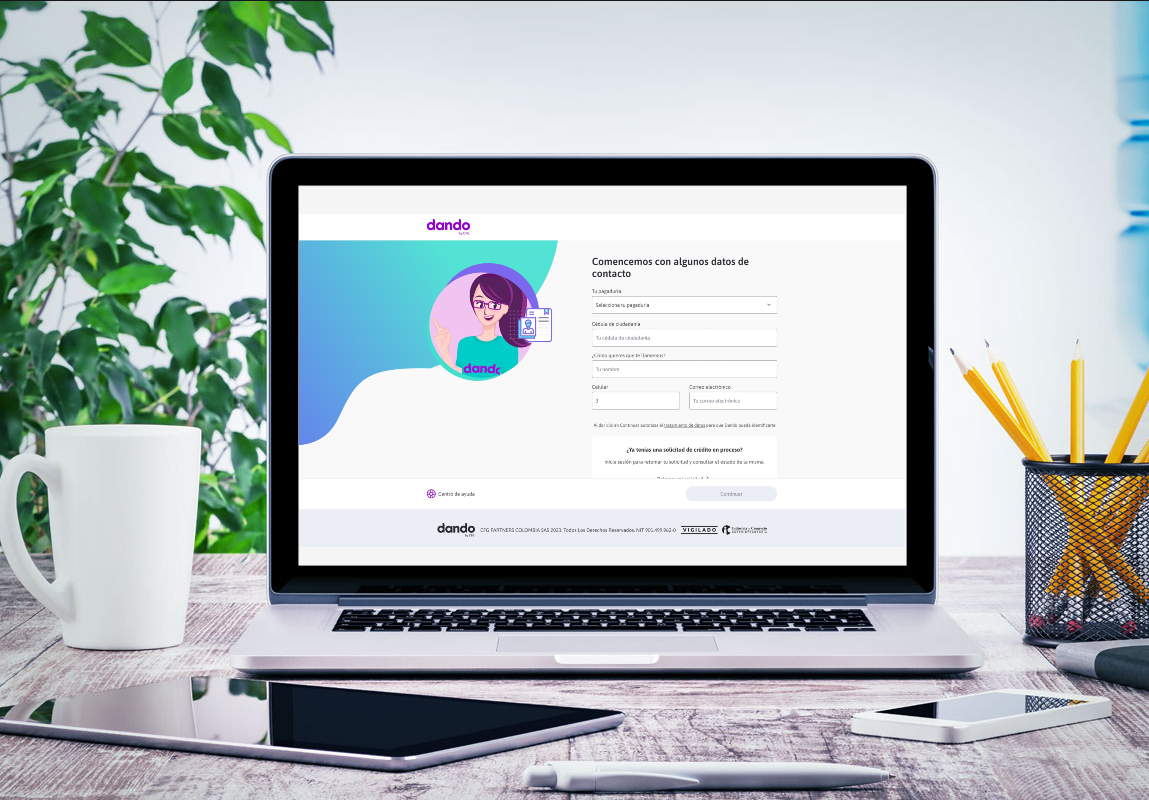 dando
by CFG
Comencemos con algunos datos de
contacto
Tu pagaduría
Selecciona tu pagaduría
Cédula de ciudadanía
Tu cédula de ciudadanía
¿Cómo quieres que te llamemos?
Tu nombre
Celular
Correo electrónico
3
Tu correo electrónico
Al dar clic en Continuar autorizas el tratamiento de datos para que Dando pueda identificarte
dando
¿Ya tenías una solicitud de crédito en proceso?
Inicia sesión para retomar tu solicitud y consultar el estado de la misma.
Centro de ayuda
Continuar
dando
by CFG
CFG PARTNERS COLOMBIA SAS 2023. Todos Los Derechos Reservados. NIT 901.499.962-0
VIGILADO
Industria y Comercio
SUPERINTENDENCIA